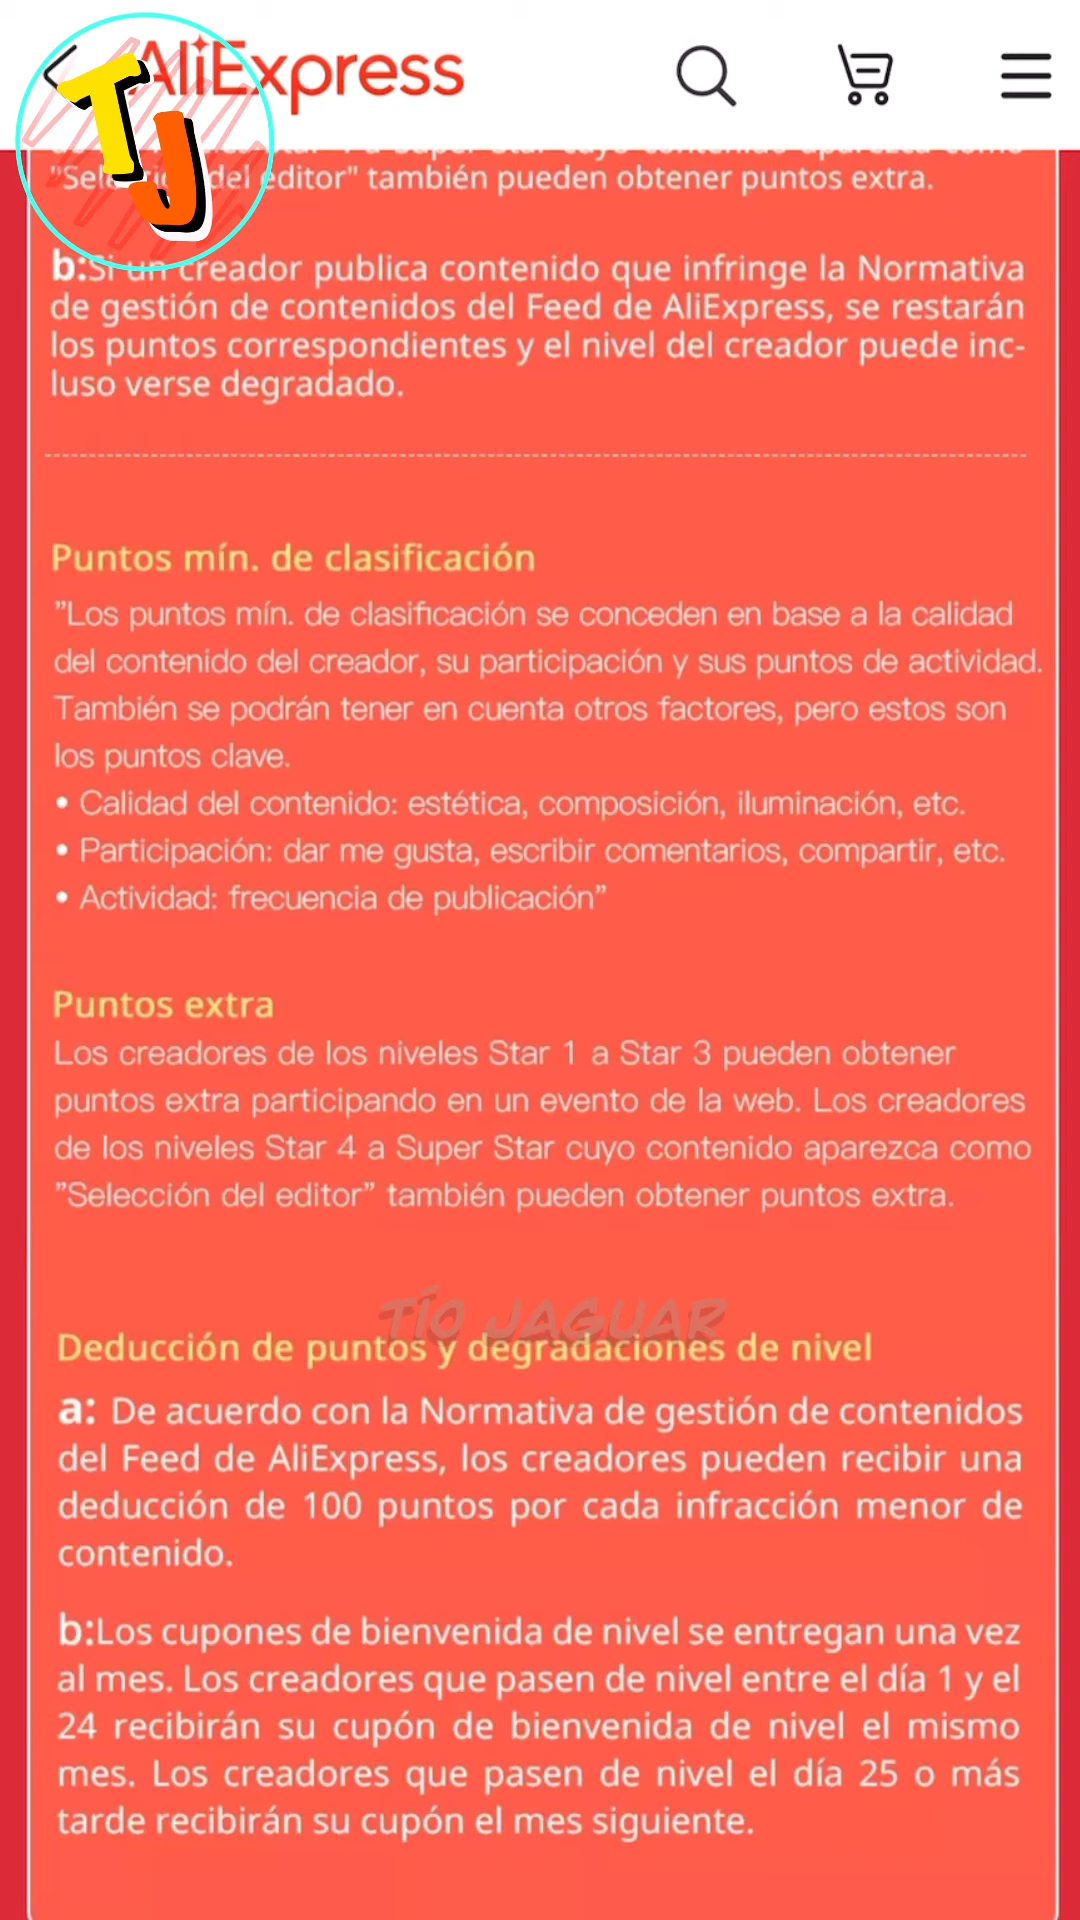 AliExpress
TJ
del editor" también pueden obtener puntos extra.
b:Si un creador publica contenido que infringe la Normativa
de gestión de contenidos del Feed de AliExpress, se restarán
los puntos correspondientes y el nivel del creador puede inc-
luso verse degradado.
Puntos mín. de clasificación
"Los puntos mín. de clasificación se conceden en base a la calidad
del contenido del creador, su participación y sus puntos de actividad.
También se podrán tener en cuenta otros factores, pero estos son
los puntos clave.
• Calidad del contenido: estética, composición, iluminación, etc.
• Participación: dar me gusta, escribir comentarios, compartir, etc.
• Actividad: frecuencia de publicación"
Puntos extra
Los creadores de los niveles Star 1 a Star 3 pueden obtener
puntos extra participando en un evento de la web. Los creadores
de los niveles Star 4 a Super Star cuyo contenido aparezca como
"Selección del editor" también pueden obtener puntos extra.
TÍO JAGUAR
Deducción de puntos y degradaciones de nivel
a: De acuerdo con la Normativa de gestión de contenidos
del Feed de AliExpress, los creadores pueden recibir una
deducción de 100 puntos por cada infracción menor de
contenido.
b:Los cupones de bienvenida de nivel se entregan una vez
al mes. Los creadores que pasen de nivel entre el día 1 y el
24 recibirán su cupón de bienvenida de nivel el mismo
mes. Los creadores que pasen de nivel el día 25 o más
tarde recibirán su cupón el mes siguiente.